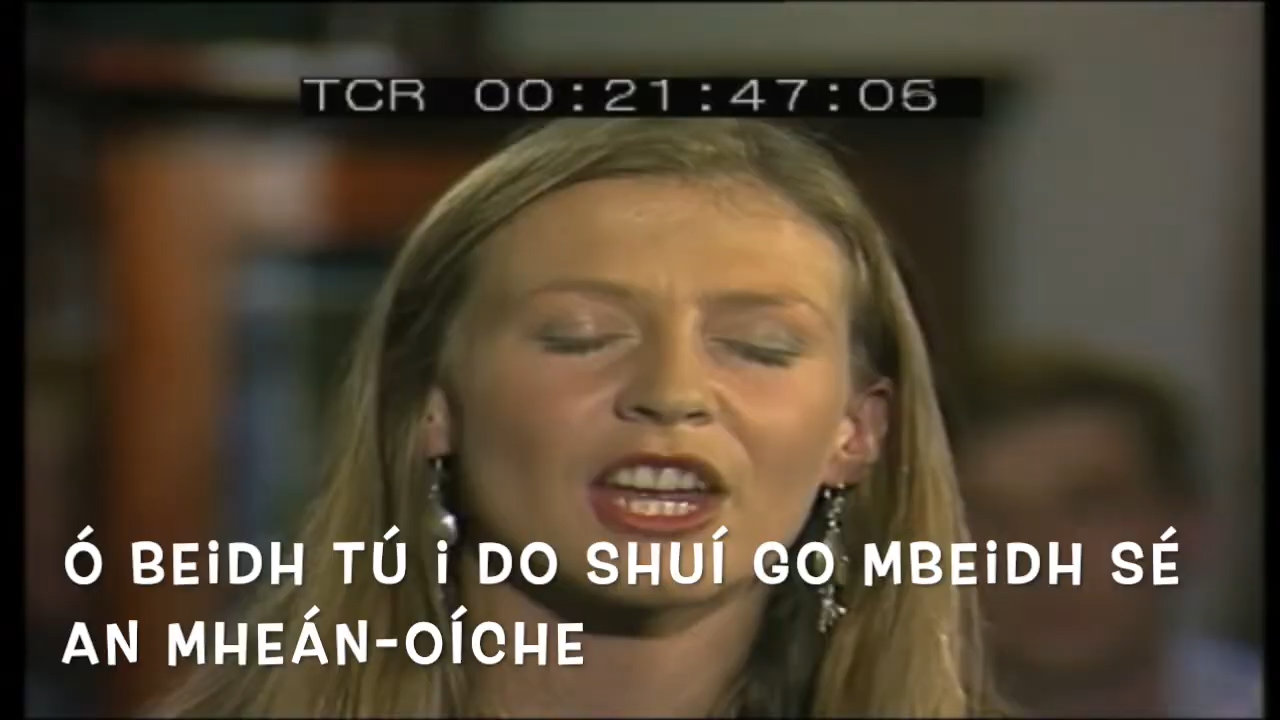 TCR 00:21:47:06
Ó BEIDH TÚ I DO SHUÍ GO MBEIDH SÉ
AN MHEÁN-OÍCHE